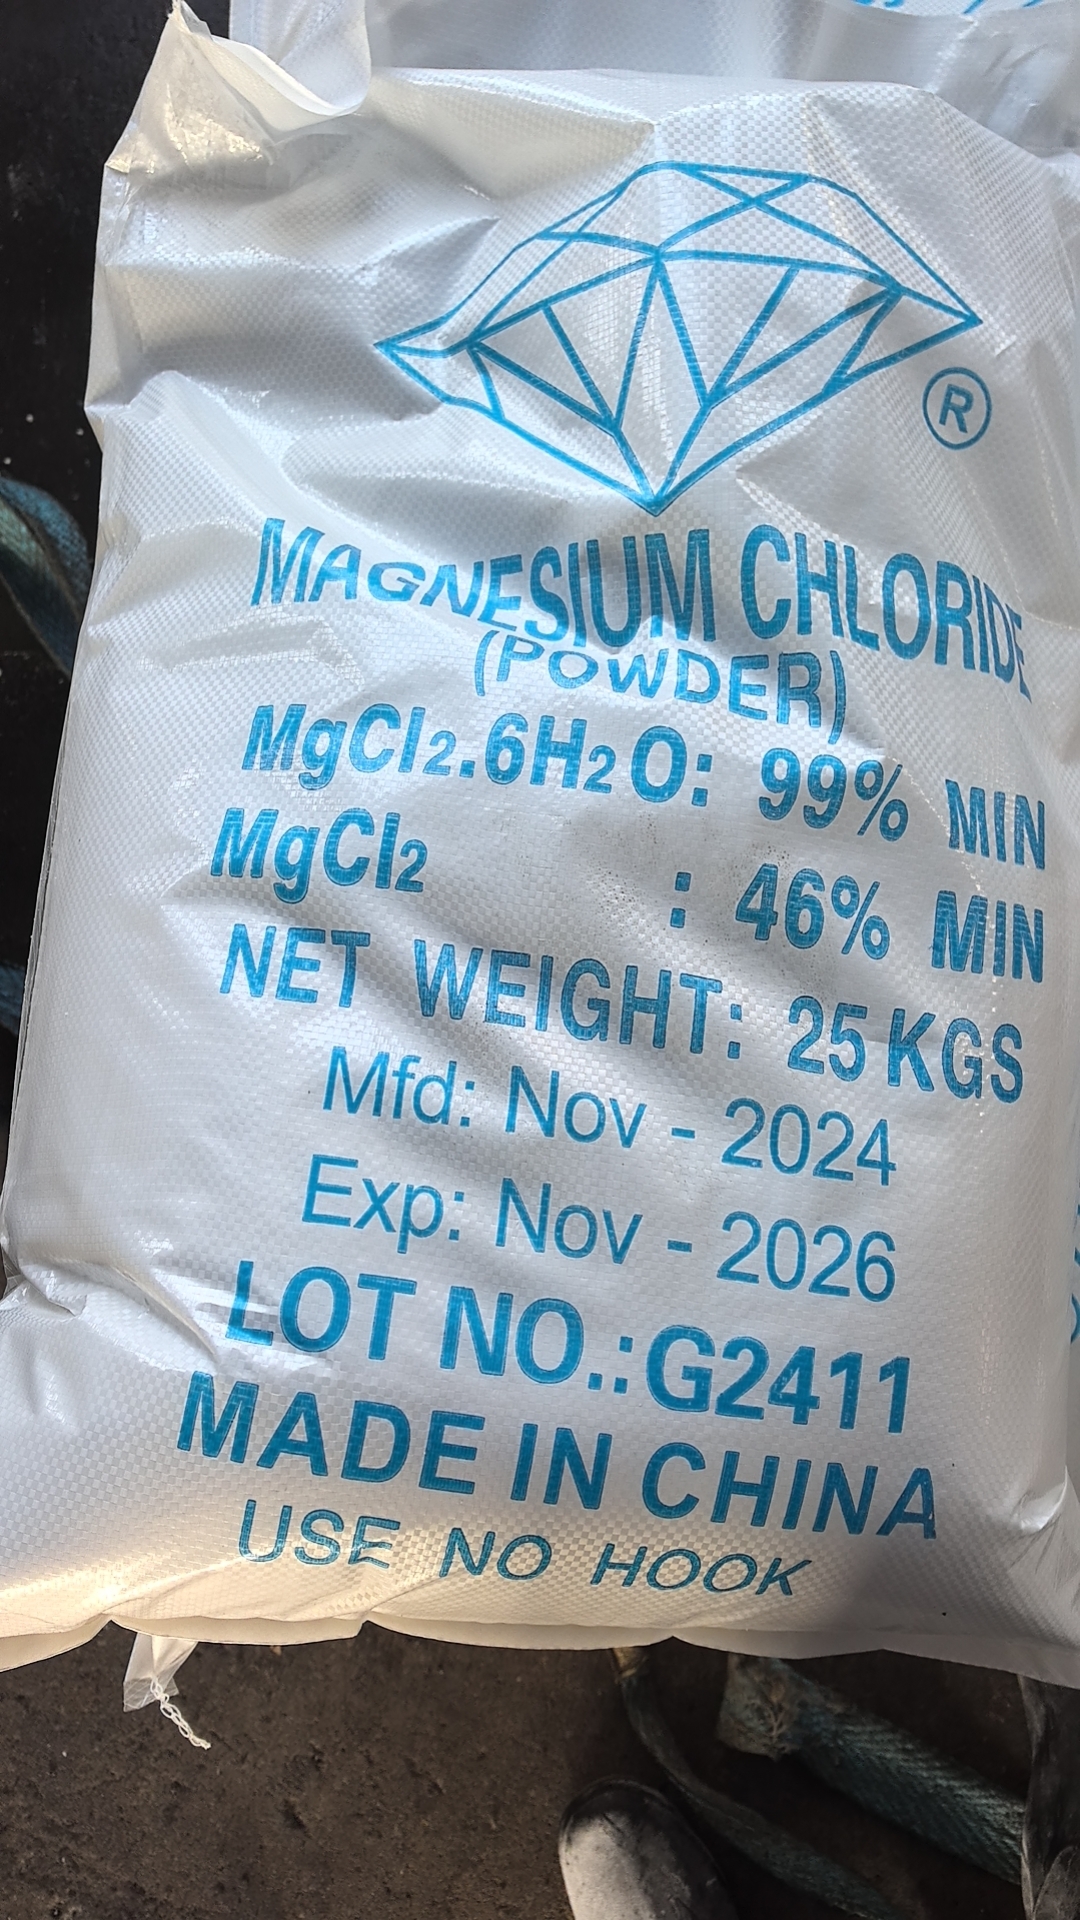 ®
MAGNESIUM CHLORIDE
(POWDER)
MgCl2.6H2O: 99% MIN
MgCl2 : 46% MIN
NET WEIGHT: 25 KGS
Mfd: Nov - 2024
Exp: Nov - 2026
LOT NO.:G2411
MADE IN CHINA
USE NO HOOK